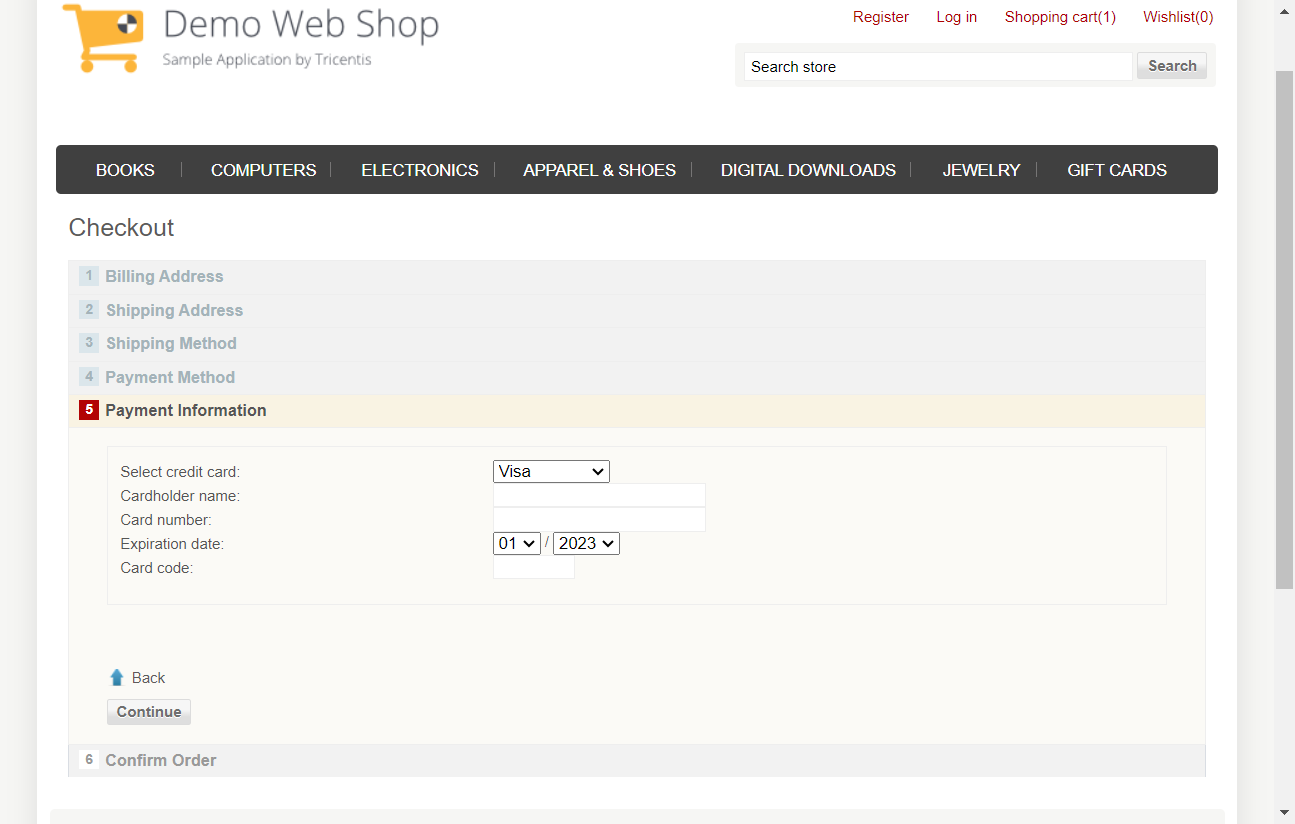 Demo Web Shop
Sample Application by Tricentis
Register Log in Shopping cart(1) Wishlist(0)
Search store Search
BOOKS COMPUTERS ELECTRONICS APPAREL & SHOES DIGITAL DOWNLOADS JEWELRY GIFT CARDS
Checkout
1 Billing Address
2 Shipping Address
3 Shipping Method
4 Payment Method
5 Payment Information
Select credit card: Visa
Cardholder name:
Card number:
Expiration date: 01 / 2023
Card code:
Back
Continue
6 Confirm Order